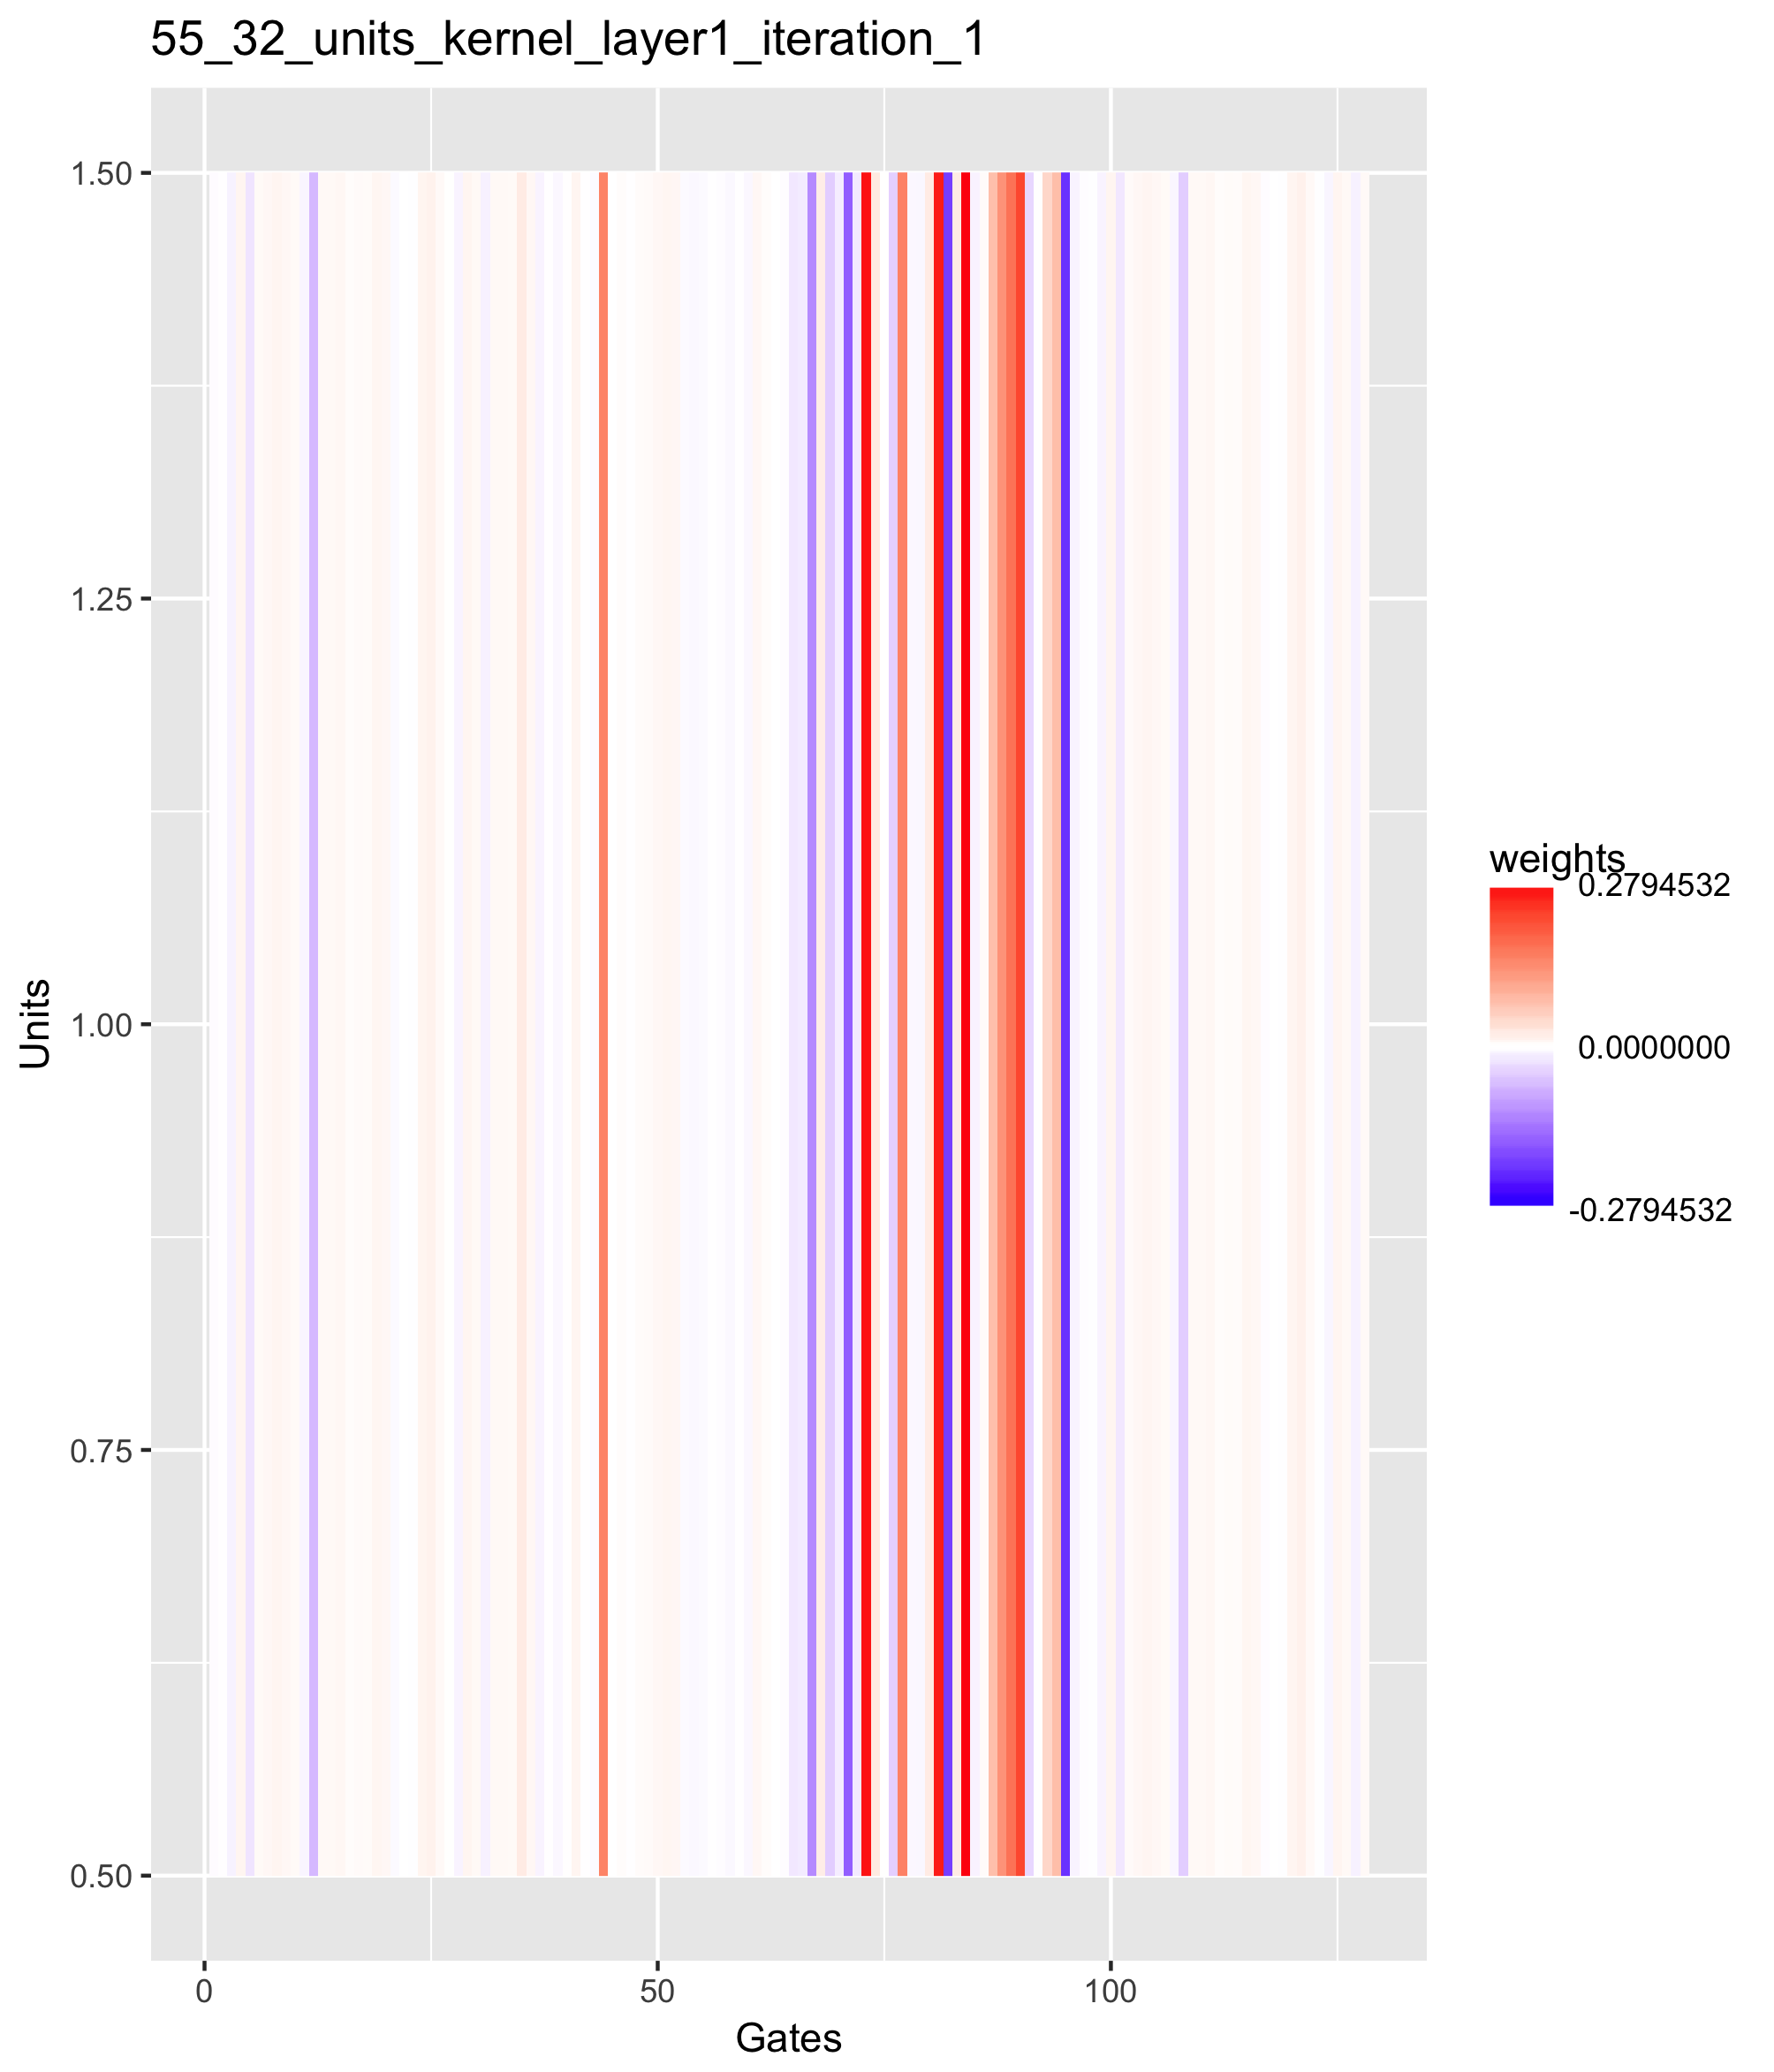 55_32_units_kernel_layer1_iteration_1
1.50
1.25
1.00
0.75
0.50
Units
0
50
100
Gates
weights
0.2794532
0.0000000
-0.2794532